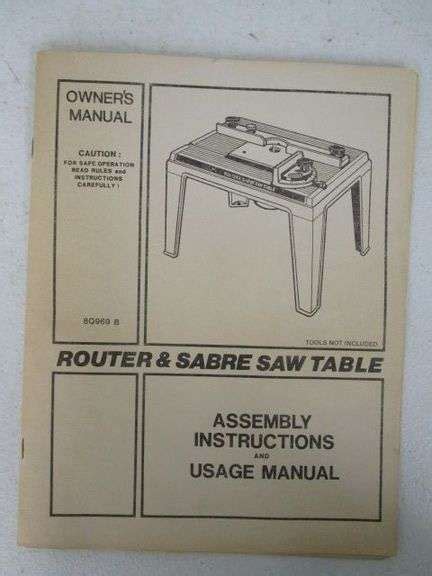 OWNER'S
MANUAL
CAUTION :
FOR SAFE OPERATION
READ RULES and
INSTRUCTIONS
CAREFULLY !
8Q969 B
TOOLS NOT INCLUDED
ROUTER & SABRE SAW TABLE
ASSEMBLY
INSTRUCTIONS
AND
USAGE MANUAL